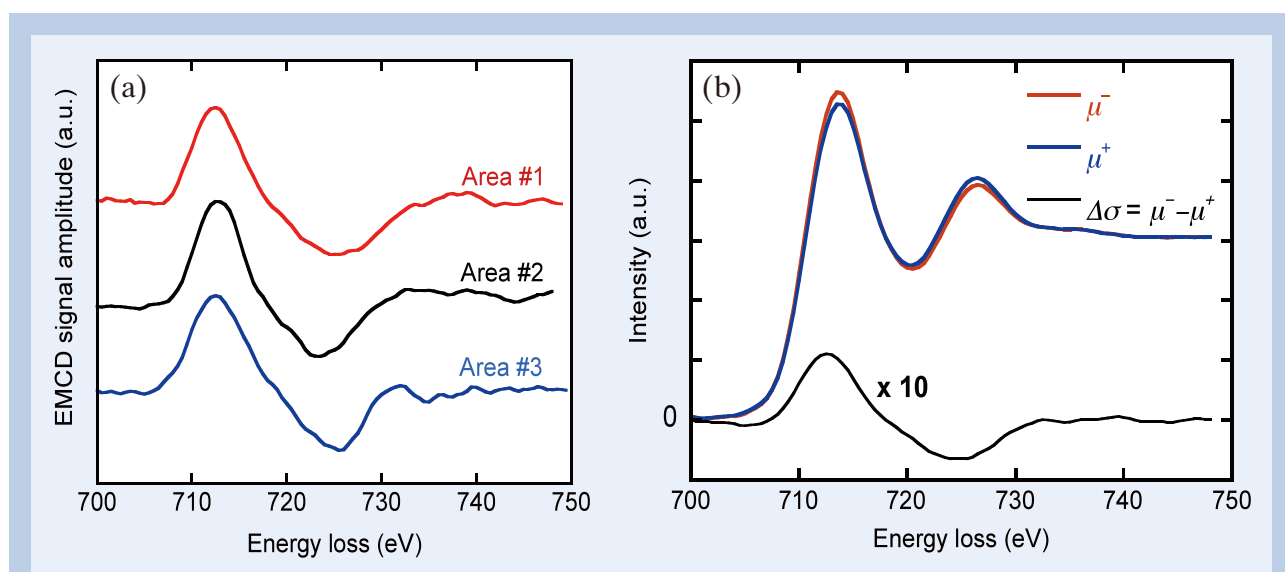 (a)
EMCD signal amplitude (a.u.)
Area #1
Area #2
Area #3
700 710 720 730 740 750
Energy loss (eV)
(b)
Intensity (a.u.)
μ⁻
μ⁺
Δσ = μ⁻−μ⁺
x 10
0
700 710 720 730 740 750
Energy loss (eV)